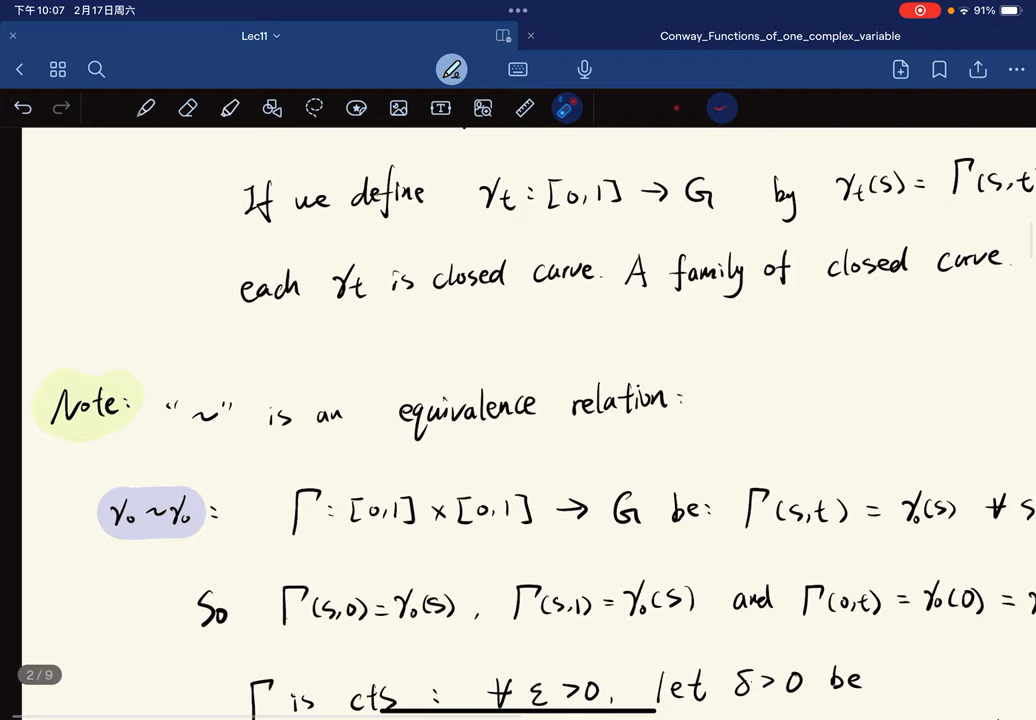 下午10:07 2月17日周六
91%
Lec11
Conway_Functions_of_one_complex_variable
If we define γt : [0,1] → G by γt(s) = Γ(s,t
each γt is closed curve. A family of closed curve.
Note: "~" is an equivalence relation:
γ₀ ~ γ₀ : Γ : [0,1] × [0,1] → G be: Γ(s,t) = γ₀(s) ∀ s
So Γ(s,0) = γ₀(s), Γ(s,1) = γ₀(s) and Γ(0,t) = γ₀(0) = γ
2/9
Γ is cts : ∀ ε > 0, let δ > 0 be